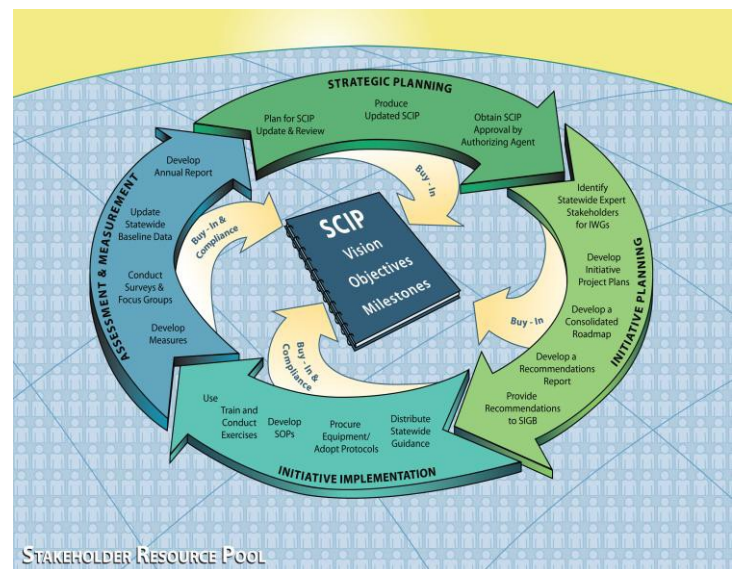 STRATEGIC PLANNING
Plan for SCIP
Update & Review
Produce
Updated SCIP
Obtain SCIP
Approval by
Authorizing Agent
Buy - In
INITIATIVE PLANNING
Identify
Statewide Expert
Stakeholders
for IWGs
Develop
Initiative
Project Plans
Develop a
Consolidated
Roadmap
Develop a
Recommendations
Report
Provide
Recommendations
to SIGB
Buy - In
INITIATIVE IMPLEMENTATION
Distribute
Statewide
Guidance
Procure
Equipment/
Adopt Protocols
Develop
SOPs
Train and
Conduct
Exercises
Use
Buy - In &
Compliance
ASSESSMENT & MEASUREMENT
Develop
Measures
Conduct
Surveys &
Focus Groups
Update
Statewide
Baseline Data
Develop
Annual Report
Buy - In &
Compliance
SCIP
Vision
Objectives
Milestones
STAKEHOLDER RESOURCE POOL